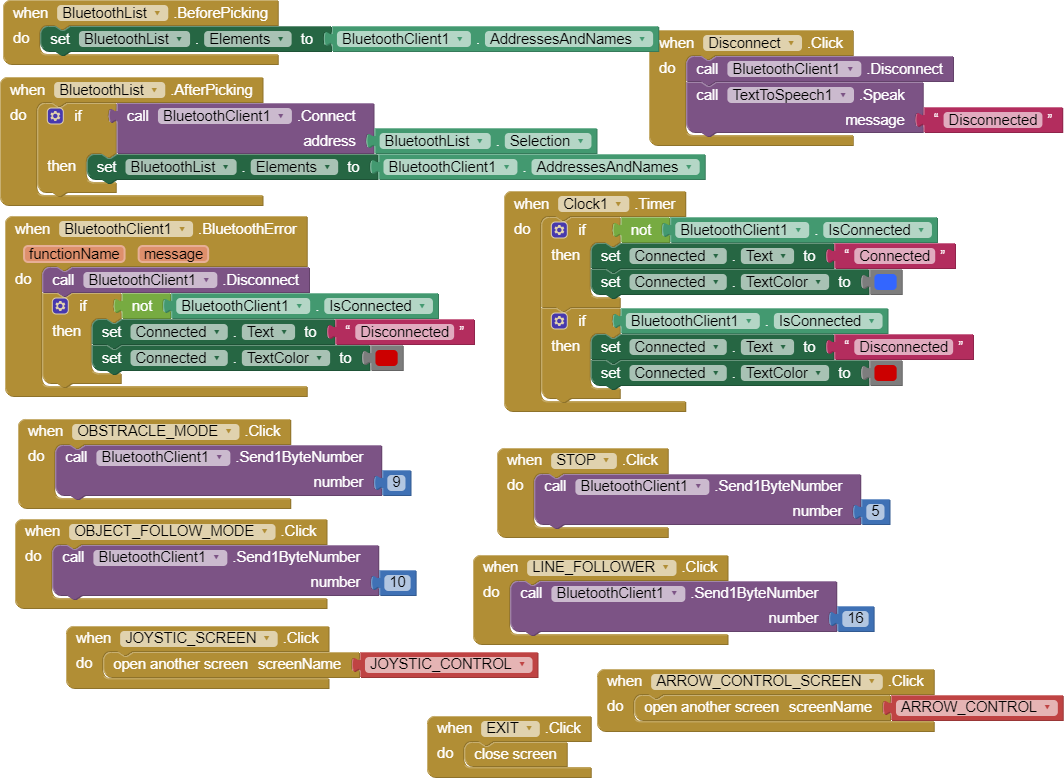 when BluetoothList .BeforePicking
do set BluetoothList . Elements to BluetoothClient1 . AddressesAndNames
when Disconnect .Click
do call BluetoothClient1 .Disconnect
call TextToSpeech1 .Speak
message “ Disconnected ”
when BluetoothList .AfterPicking
do if call BluetoothClient1 .Connect
address BluetoothList . Selection
then set BluetoothList . Elements to BluetoothClient1 . AddressesAndNames
when BluetoothClient1 .BluetoothError
functionName message
do call BluetoothClient1 .Disconnect
if not BluetoothClient1 . IsConnected
then set Connected . Text to “ Disconnected ”
set Connected . TextColor to
when Clock1 .Timer
do if not BluetoothClient1 . IsConnected
then set Connected . Text to “ Connected ”
set Connected . TextColor to
if BluetoothClient1 . IsConnected
then set Connected . Text to “ Disconnected ”
set Connected . TextColor to
when OBSTRACLE_MODE .Click
do call BluetoothClient1 .Send1ByteNumber
number 9
when STOP .Click
do call BluetoothClient1 .Send1ByteNumber
number 5
when OBJECT_FOLLOW_MODE .Click
do call BluetoothClient1 .Send1ByteNumber
number 10
when LINE_FOLLOWER .Click
do call BluetoothClient1 .Send1ByteNumber
number 16
when JOYSTIC_SCREEN .Click
do open another screen screenName JOYSTIC_CONTROL
when ARROW_CONTROL_SCREEN .Click
do open another screen screenName ARROW_CONTROL
when EXIT .Click
do close screen